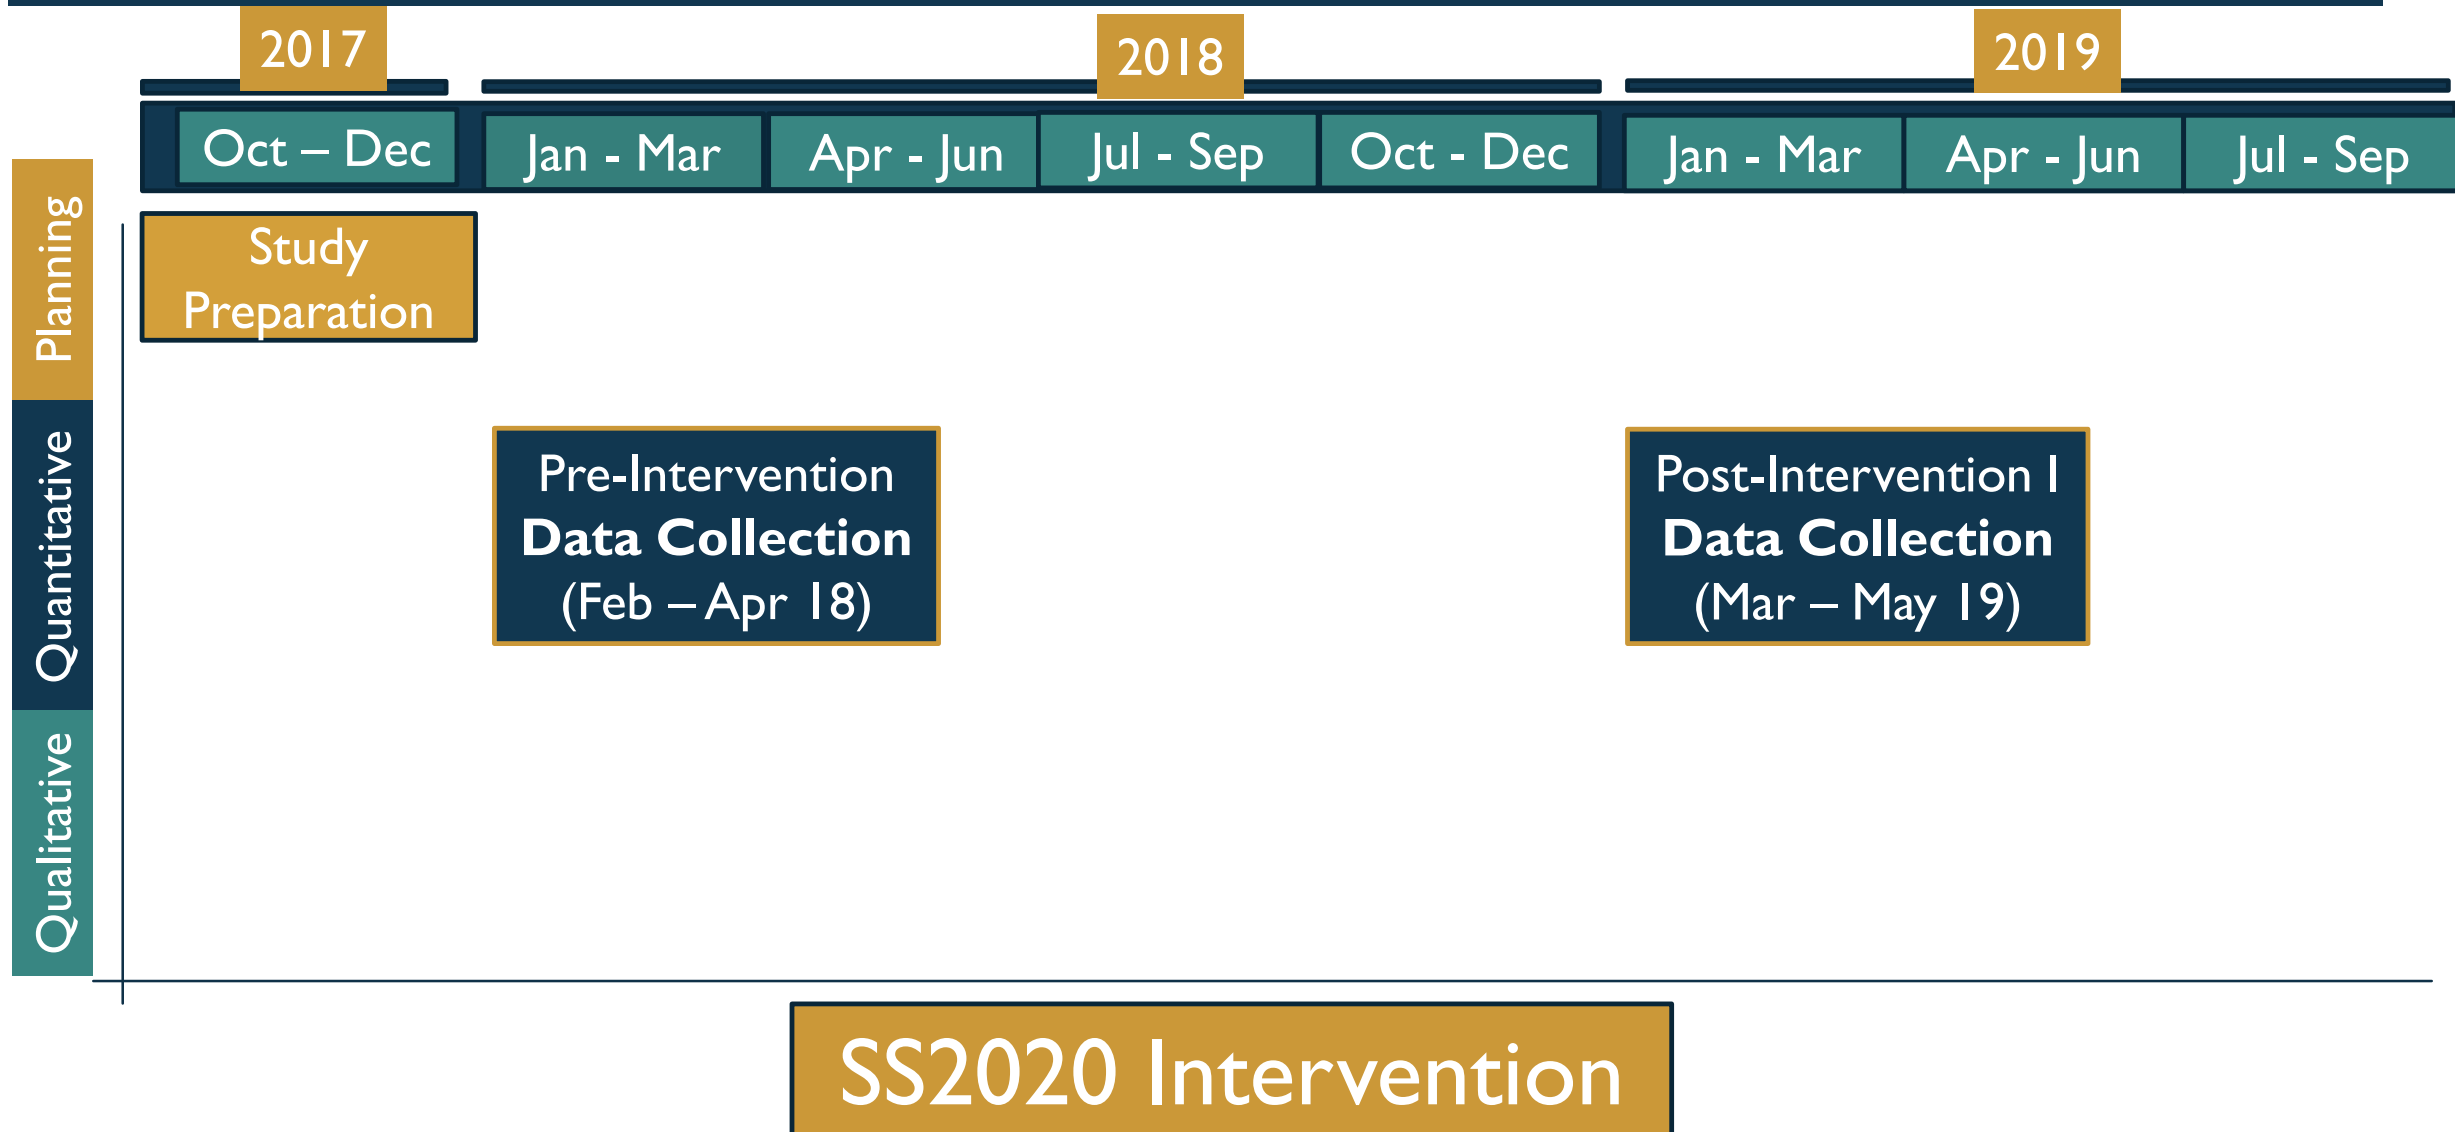 2017
2018
2019
Oct – Dec
Jan - Mar
Apr - Jun
Jul - Sep
Oct - Dec
Jan - Mar
Apr - Jun
Jul - Sep
Planning
Study
Preparation
Quantitative
Pre-Intervention
Data Collection
(Feb – Apr 18)
Post-Intervention I
Data Collection
(Mar – May 19)
Qualitative
SS2020 Intervention